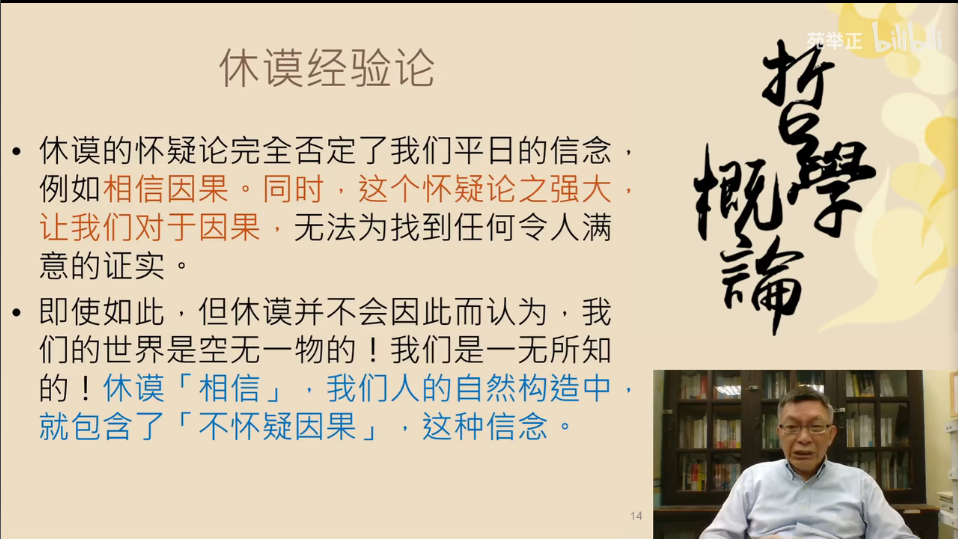 休谟经验论
• 休谟的怀疑论完全否定了我们平日的信念，
例如相信因果。同时，这个怀疑论之强大，
让我们对于因果，无法为找到任何令人满
意的证实。
• 即使如此，但休谟并不会因此而认为，我
们的世界是空无一物的！我们是一无所知
的！休谟「相信」，我们人的自然构造中，
就包含了「不怀疑因果」，这种信念。
苑举正 bilibili
哲學
概論
14